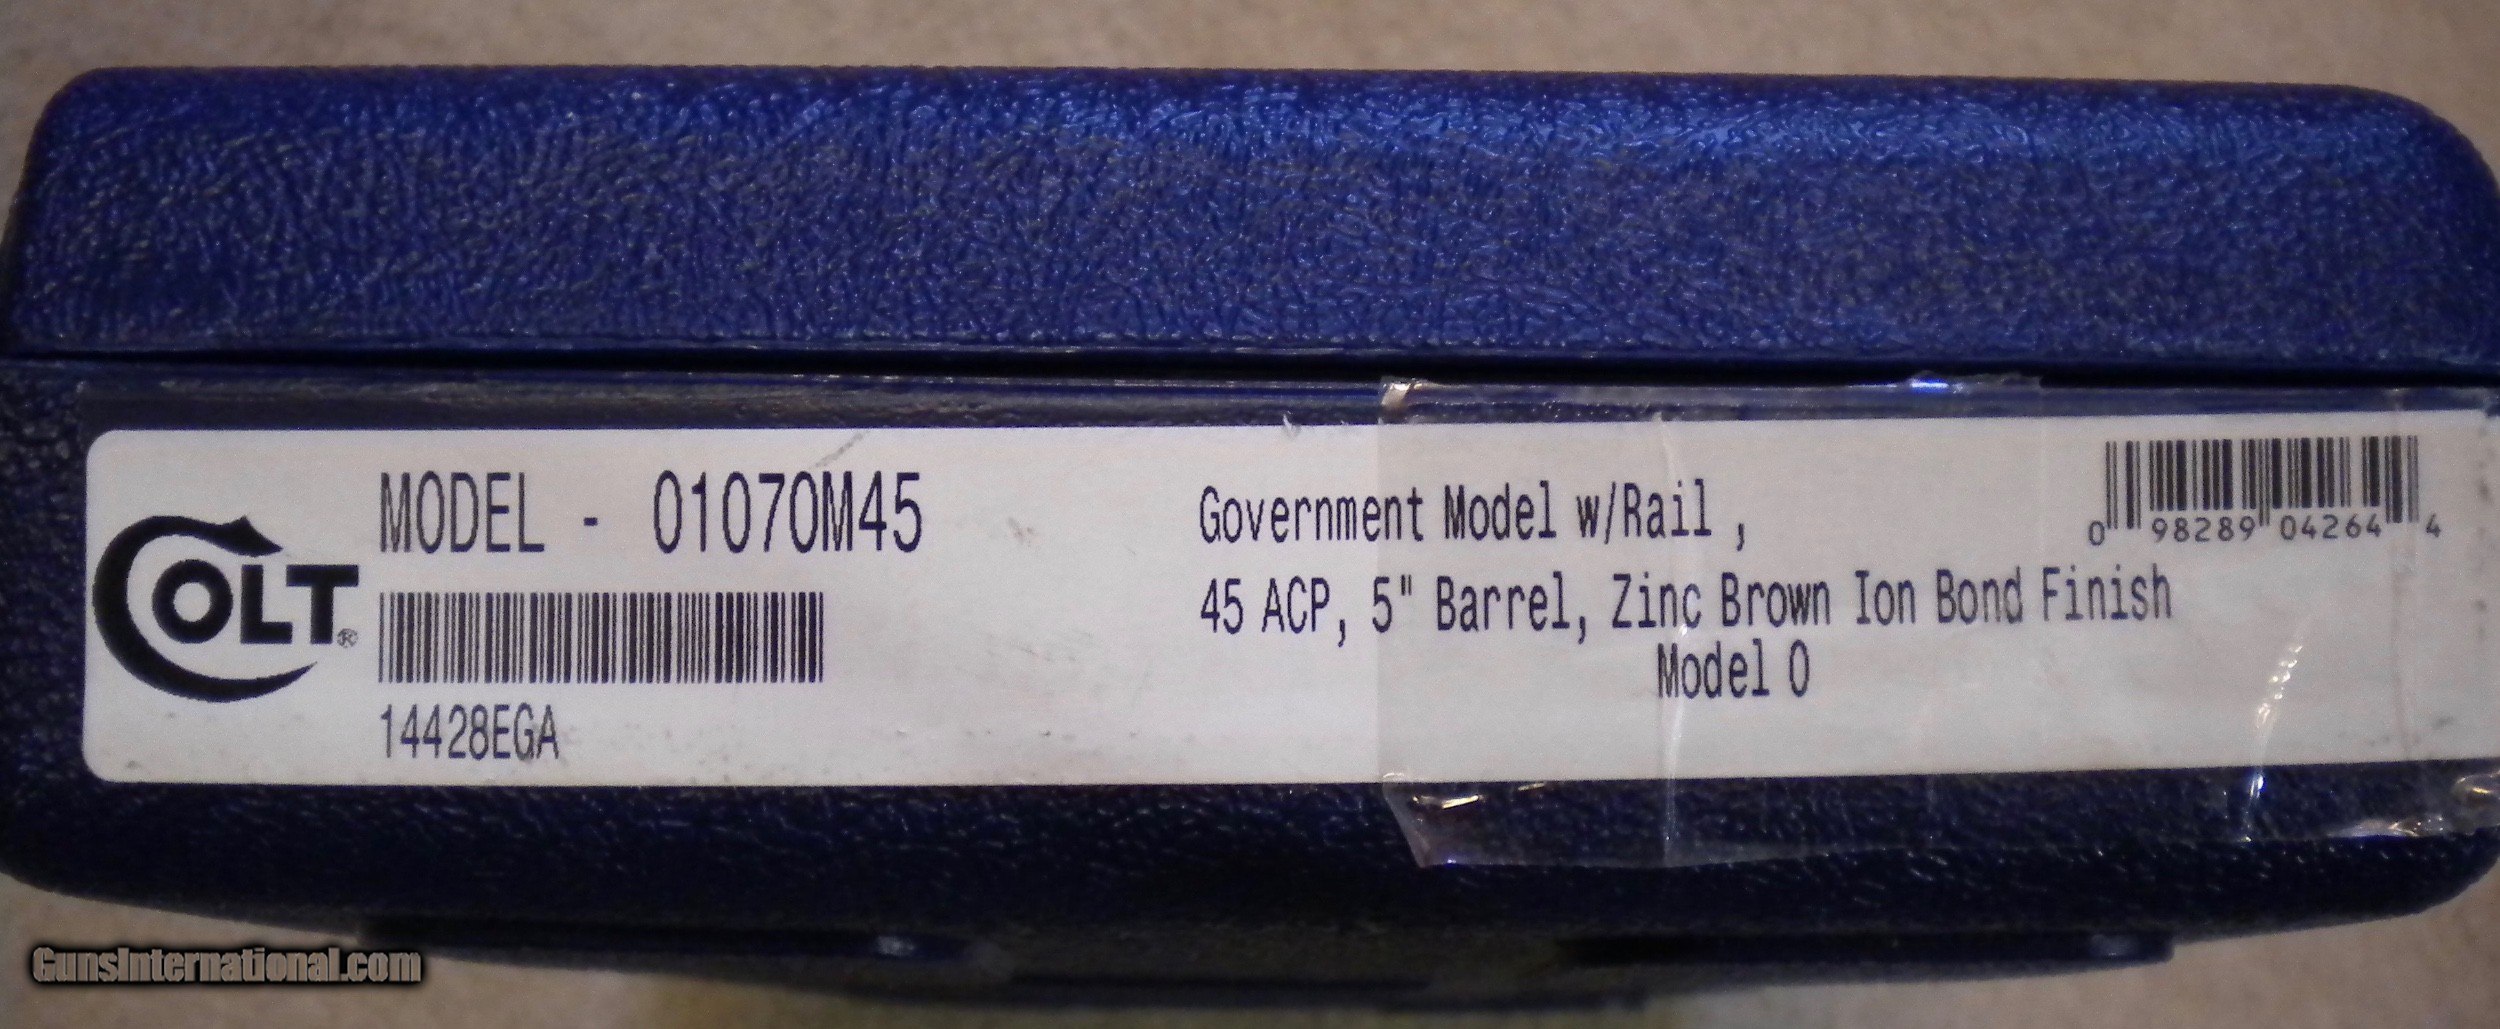 COLT®
MODEL - 01070M45
14428EGA
Government Model w/Rail ,
45 ACP, 5" Barrel, Zinc Brown Ion Bond Finish
Model O
0 98289 04264 4
GunsInternational.com